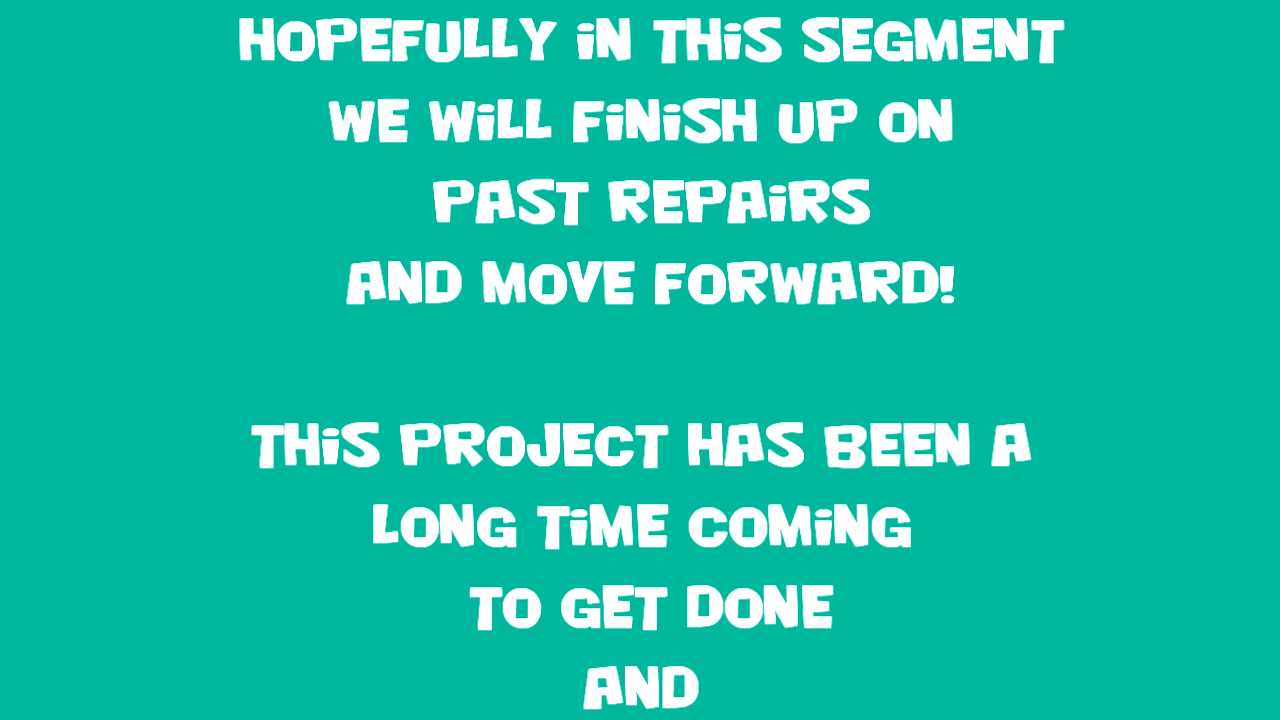 HOPEFULLY iN THiS SEGMENT
WE WiLL FiNiSH UP ON
PAST REPAiRS
AND MOVE FORWARD!
THiS PROJECT HAS BEEN A
LONG TiME COMiNG
TO GET DONE
AND